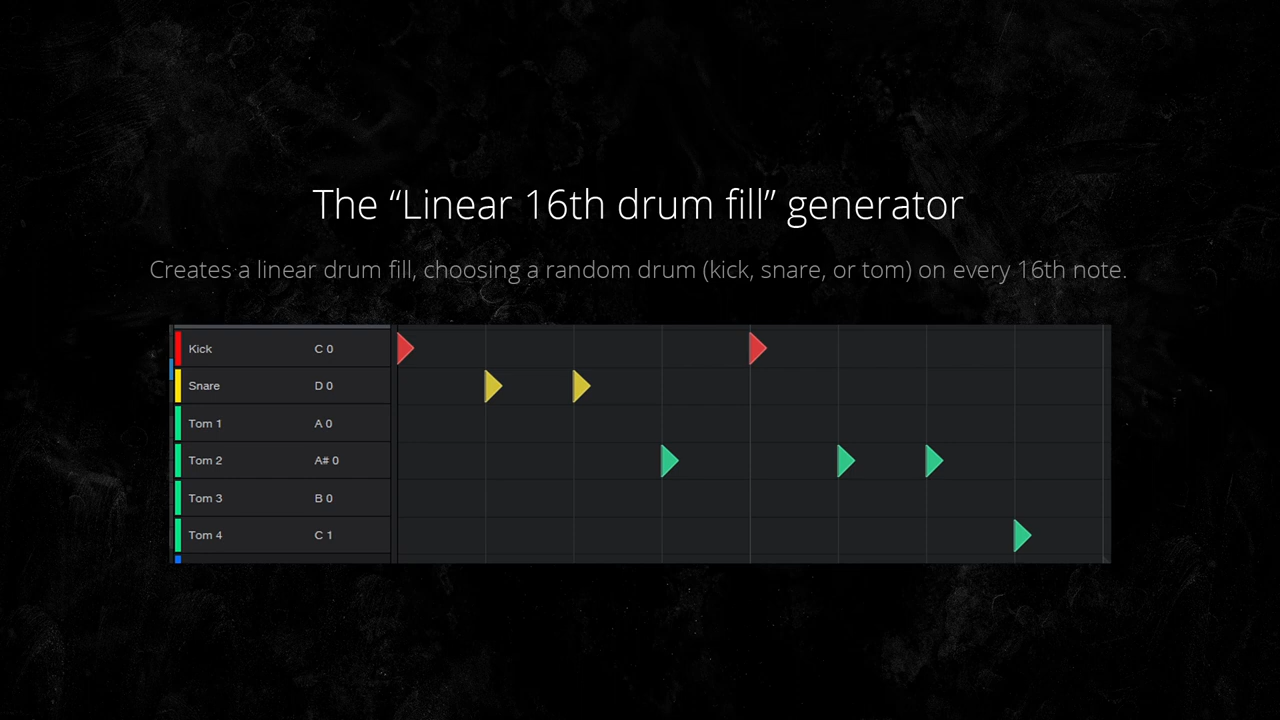 The “Linear 16th drum fill” generator
Creates a linear drum fill, choosing a random drum (kick, snare, or tom) on every 16th note.
Kick C 0
Snare D 0
Tom 1 A 0
Tom 2 A# 0
Tom 3 B 0
Tom 4 C 1